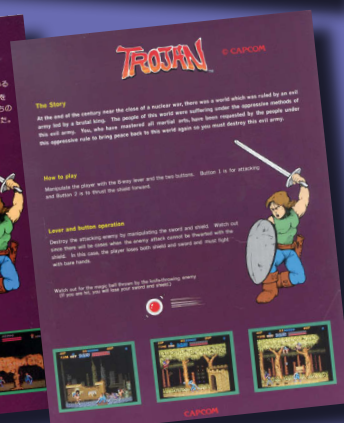 TROJAN
© CAPCOM
The Story
At the end of the century near the close of a nuclear war, there was a world which was ruled by an evil
army led by a brutal king. The people of this world were suffering under the oppressive methods of
this evil army. You, who have mastered all martial arts, have been requested by the people under
this oppressive rule to bring peace back to this world again so you must destroy this evil army.
How to play
Manipulate the player with the 8-way lever and the two buttons. Button 1 is for attacking
and Button 2 is to thrust the shield forward.
Lever and button operation
Destroy the attacking enemy by manipulating the sword and shield. Watch out
since there will be cases when the enemy attack cannot be thwarted with the
shield. In this case, the player loses both shield and sword and must fight
with bare hands.
Watch out for the magic ball thrown by the knife-throwing enemy
(If you are hit, you will lose your sword and shield.)
CAPCOM